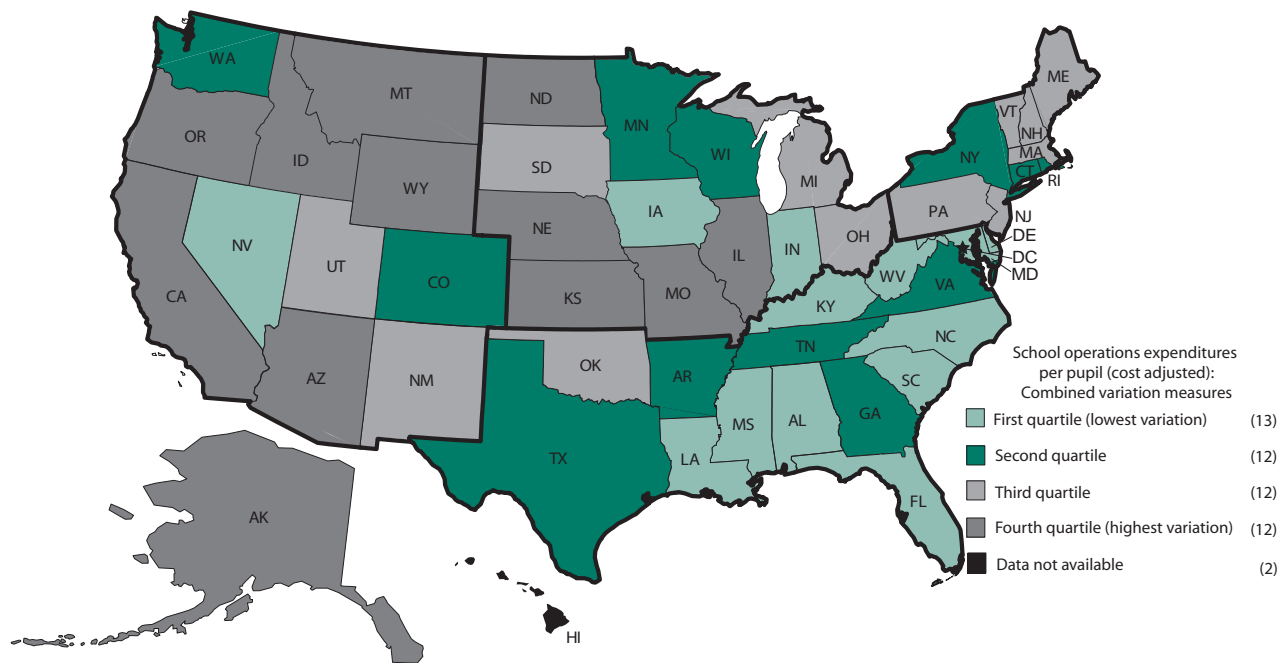 WA
MT
ND
MN
ME
VT
NH
MA
NY
CT
RI
OR
ID
WY
SD
WI
MI
PA
NJ
DE
DC
MD
NV
UT
CO
NE
IA
IL
IN
OH
WV
VA
CA
KS
MO
KY
NC
TN
SC
AZ
NM
OK
AR
GA
MS
AL
LA
TX
FL
AK
HI
School operations expenditures
per pupil (cost adjusted):
Combined variation measures
First quartile (lowest variation) (13)
Second quartile (12)
Third quartile (12)
Fourth quartile (highest variation) (12)
Data not available (2)